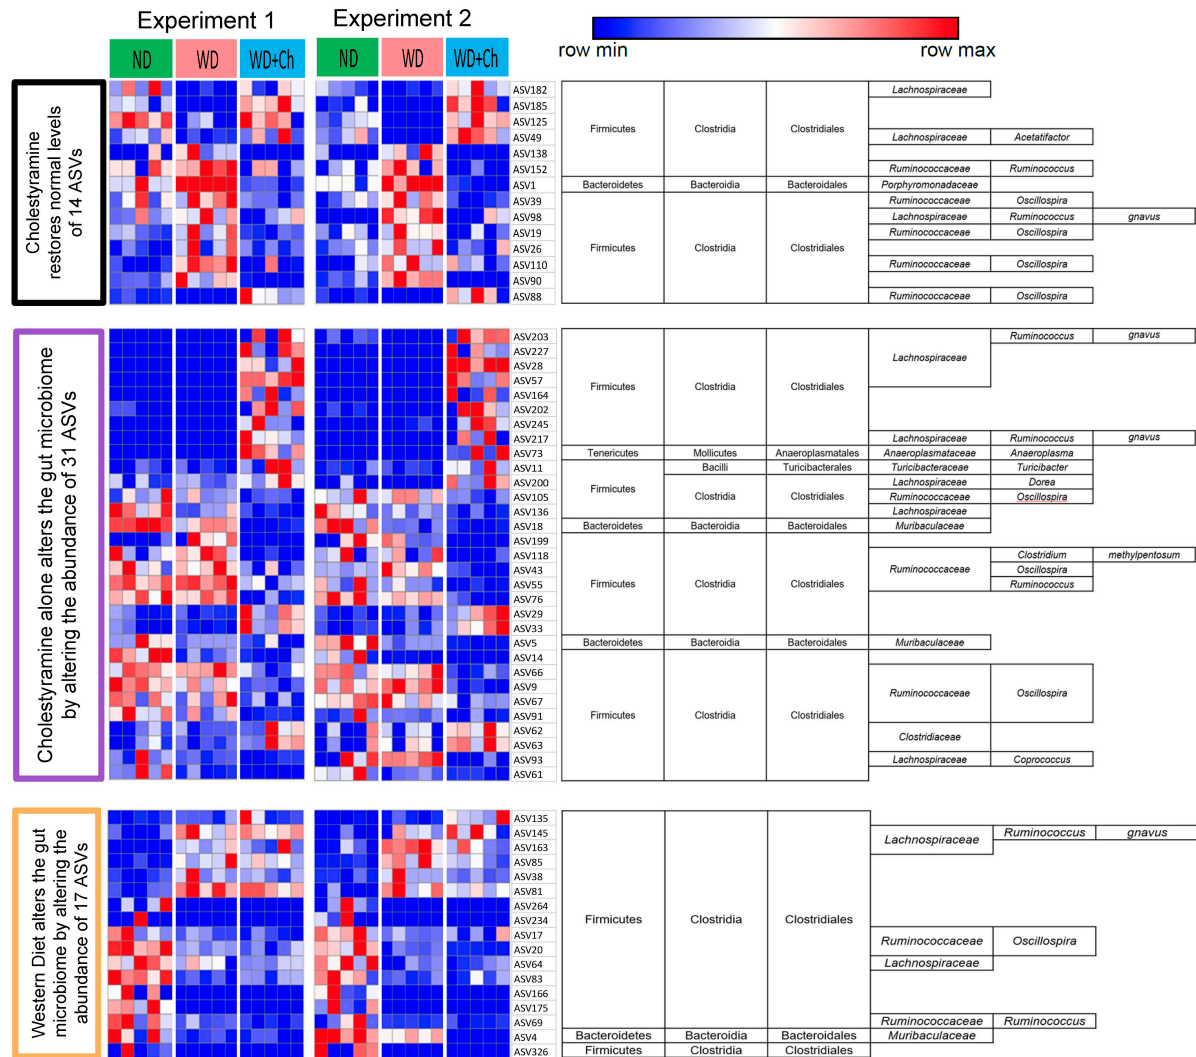 Experiment 1
Experiment 2
row min
row max
ND
WD
WD+Ch
ND
WD
WD+Ch
Cholestyramine
restores normal levels
of 14 ASVs
ASV182
ASV185
ASV125
ASV49
ASV138
ASV152
ASV1
ASV39
ASV98
ASV19
ASV26
ASV110
ASV90
ASV88
Firmicutes
Clostridia
Clostridiales
Lachnospiraceae
Lachnospiraceae
Acetatifactor
Ruminococcaceae
Ruminococcus
Bacteroidetes
Bacteroidia
Bacteroidales
Porphyromonadaceae
Firmicutes
Clostridia
Clostridiales
Ruminococcaceae
Oscillospira
Lachnospiraceae
Ruminococcus
gnavus
Ruminococcaceae
Oscillospira
Ruminococcaceae
Oscillospira
Ruminococcaceae
Oscillospira
Cholestyramine alone alters the gut microbiome
by altering the abundance of 31 ASVs
ASV203
ASV227
ASV28
ASV57
ASV164
ASV202
ASV245
ASV217
ASV73
ASV11
ASV200
ASV105
ASV136
ASV18
ASV199
ASV118
ASV43
ASV55
ASV76
ASV29
ASV33
ASV5
ASV14
ASV66
ASV9
ASV67
ASV91
ASV62
ASV63
ASV93
ASV61
Firmicutes
Clostridia
Clostridiales
Lachnospiraceae
Ruminococcus
gnavus
Lachnospiraceae
Ruminococcus
gnavus
Tenericutes
Mollicutes
Anaeroplasmatales
Anaeroplasmataceae
Anaeroplasma
Firmicutes
Bacilli
Turicibacterales
Turicibacteraceae
Turicibacter
Clostridia
Clostridiales
Lachnospiraceae
Dorea
Ruminococcaceae
Oscillospira
Lachnospiraceae
Bacteroidetes
Bacteroidia
Bacteroidales
Muribaculaceae
Firmicutes
Clostridia
Clostridiales
Ruminococcaceae
Clostridium
methylpentosum
Oscillospira
Ruminococcus
Bacteroidetes
Bacteroidia
Bacteroidales
Muribaculaceae
Firmicutes
Clostridia
Clostridiales
Ruminococcaceae
Oscillospira
Clostridiaceae
Lachnospiraceae
Coprococcus
Western Diet alters the gut
microbiome by altering the
abundance of 17 ASVs
ASV135
ASV145
ASV163
ASV85
ASV38
ASV81
ASV264
ASV234
ASV17
ASV20
ASV64
ASV83
ASV166
ASV175
ASV69
ASV4
ASV326
Firmicutes
Clostridia
Clostridiales
Lachnospiraceae
Ruminococcus
gnavus
Ruminococcaceae
Oscillospira
Lachnospiraceae
Ruminococcaceae
Ruminococcus
Bacteroidetes
Bacteroidia
Bacteroidales
Muribaculaceae
Firmicutes
Clostridia
Clostridiales